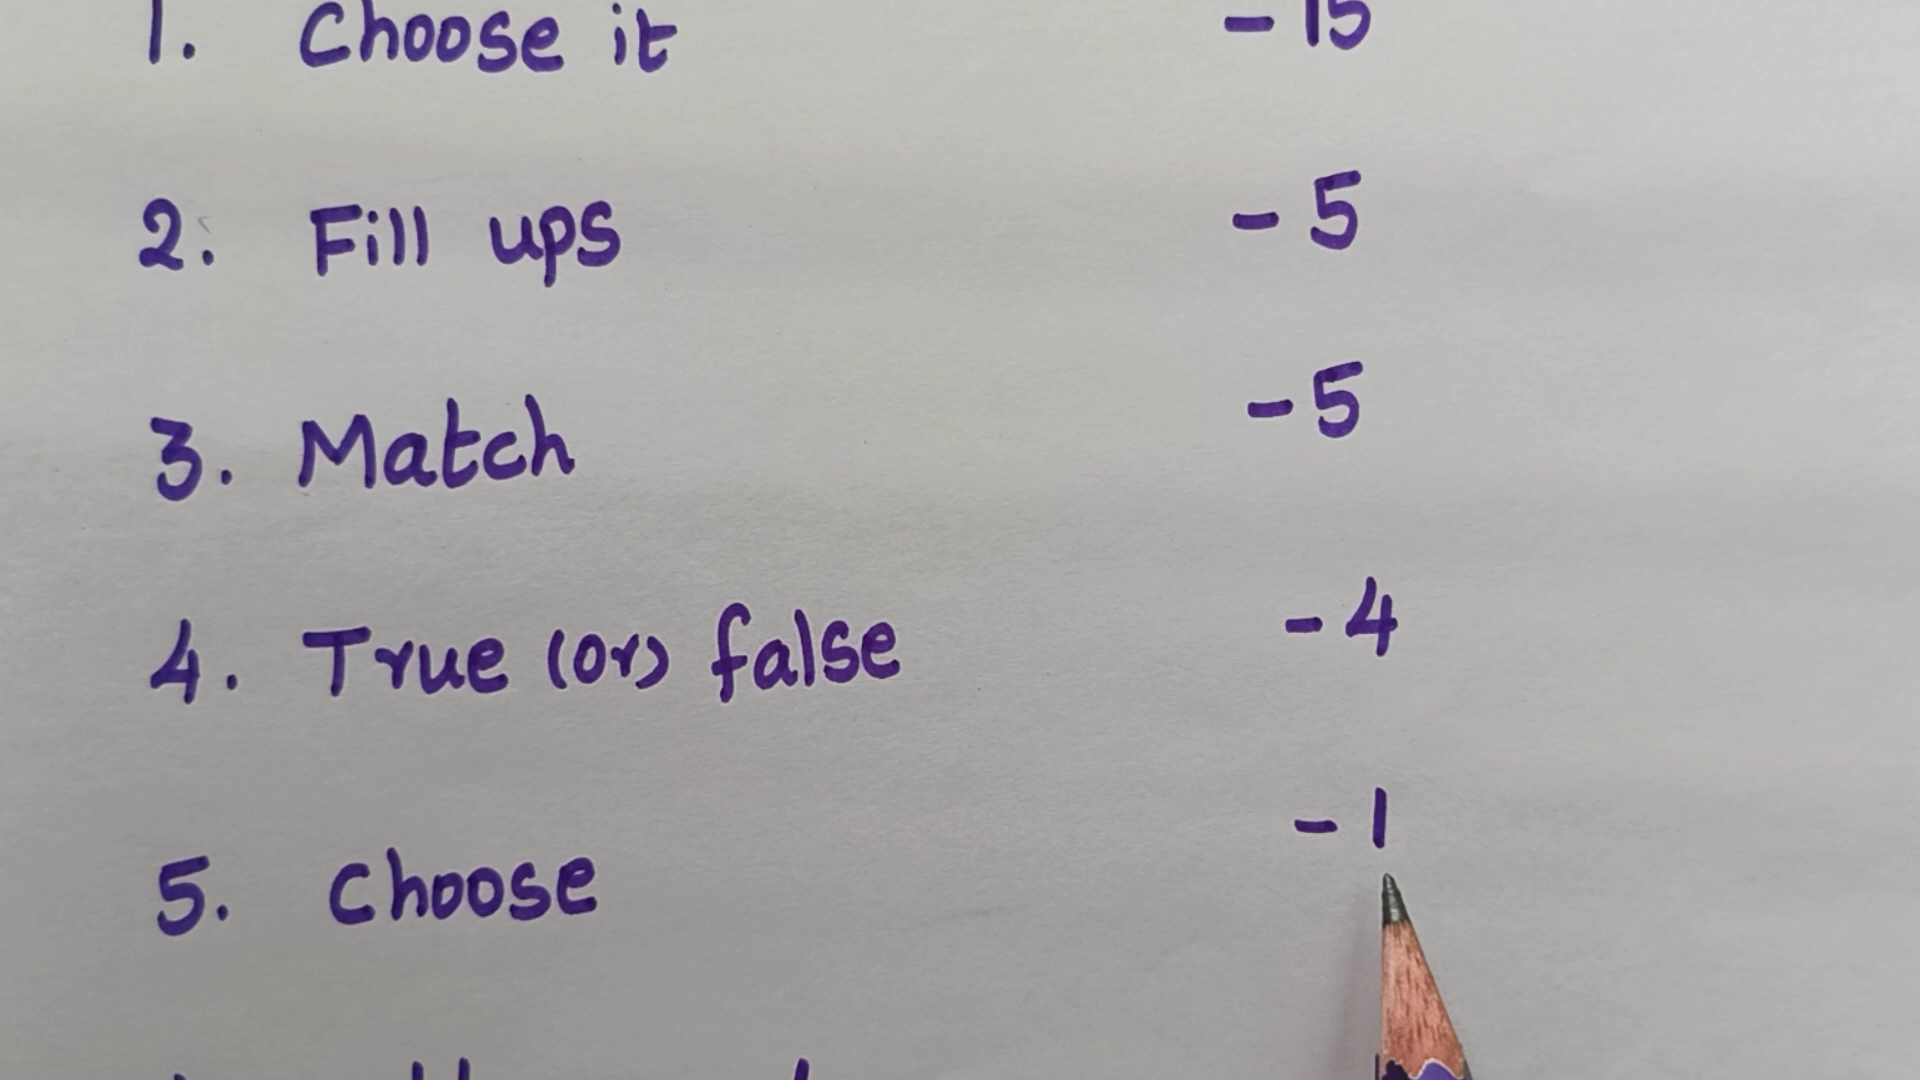 1. Choose it - 15
2. Fill ups - 5
3. Match - 5
4. True (or) false - 4
5. Choose - 1